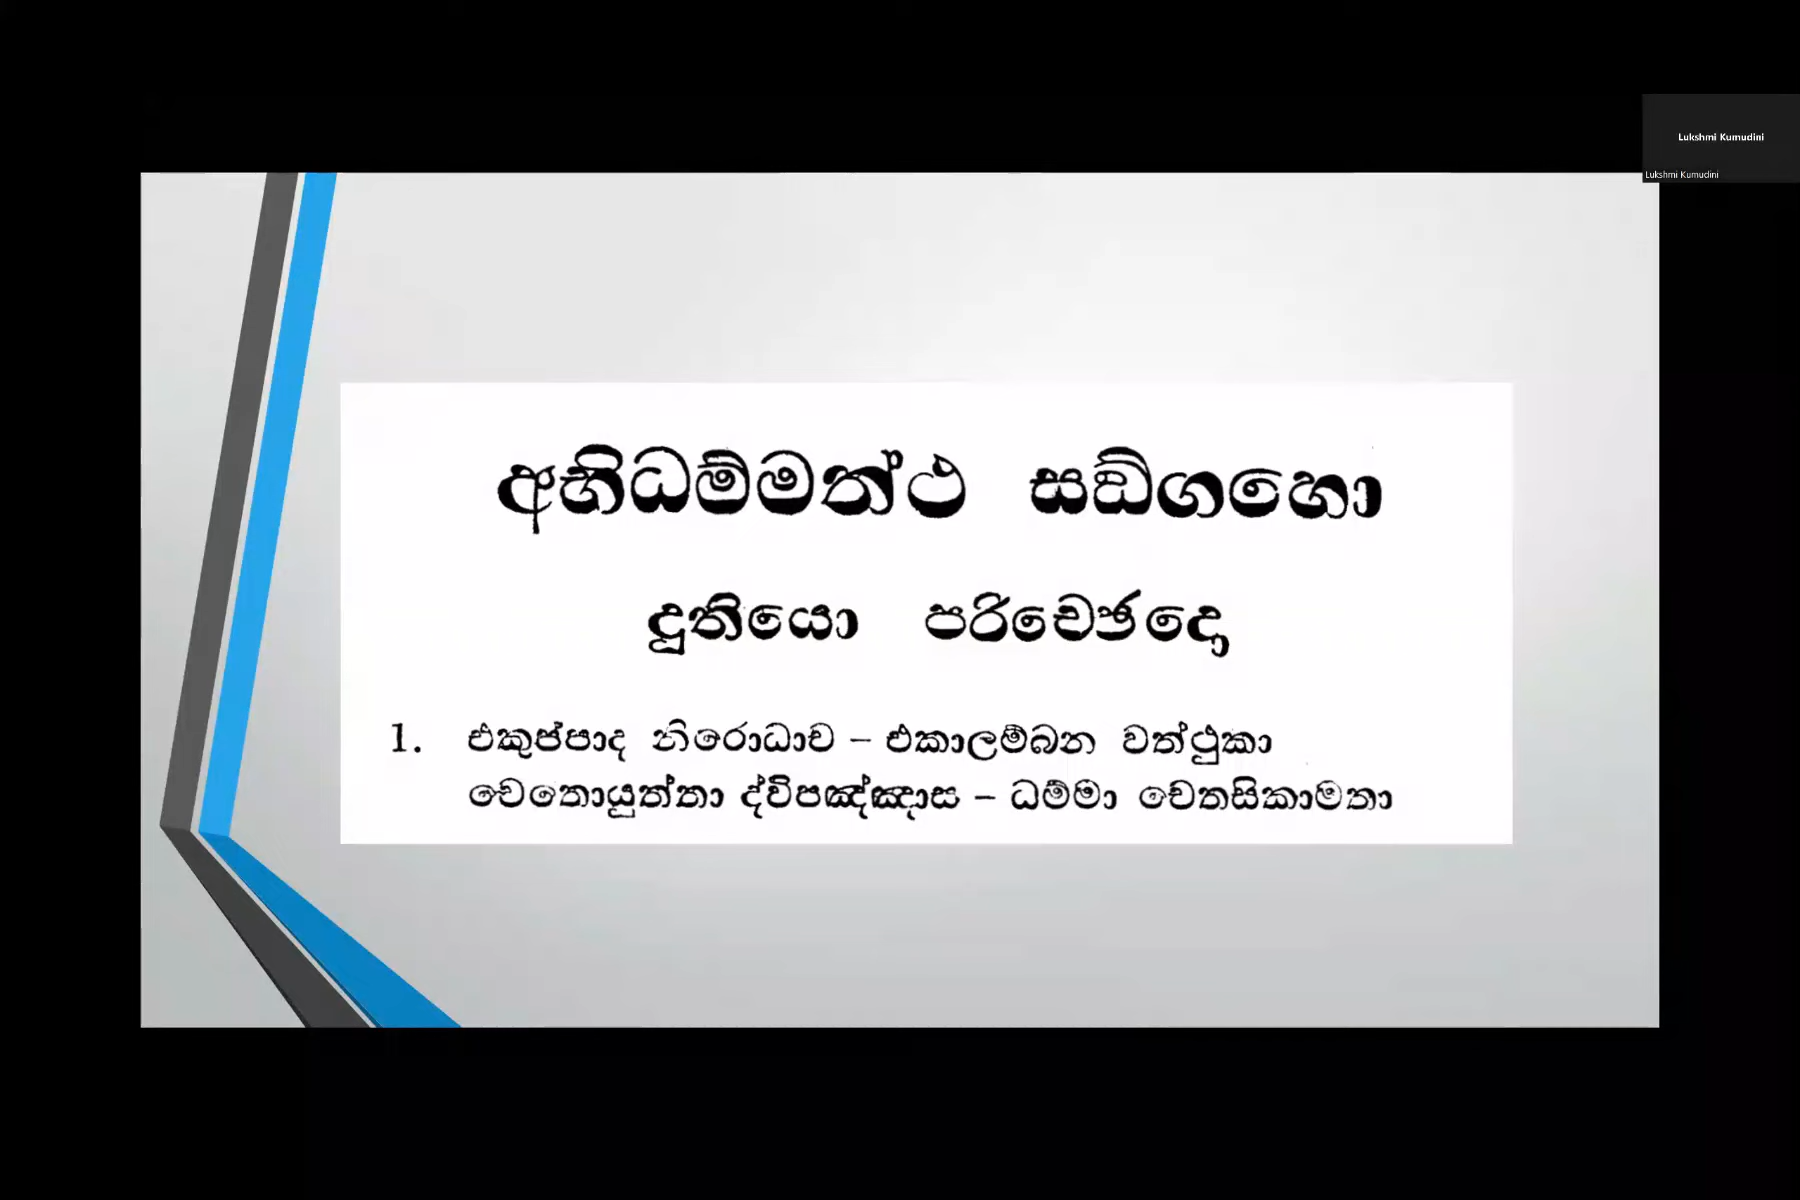 Lukshmi Kumudini
Lukshmi Kumudini
අභිධම්මත්ථ සඞ්ගහො
දුතියො පරිච්ඡෙදො
1. එකුප්පාද නිරොධාච – එකාලම්බන වත්ථුකා
චෙතොයුත්තා ද්විපඤ්ඤාස – ධම්මා චෙතසිකාමතා